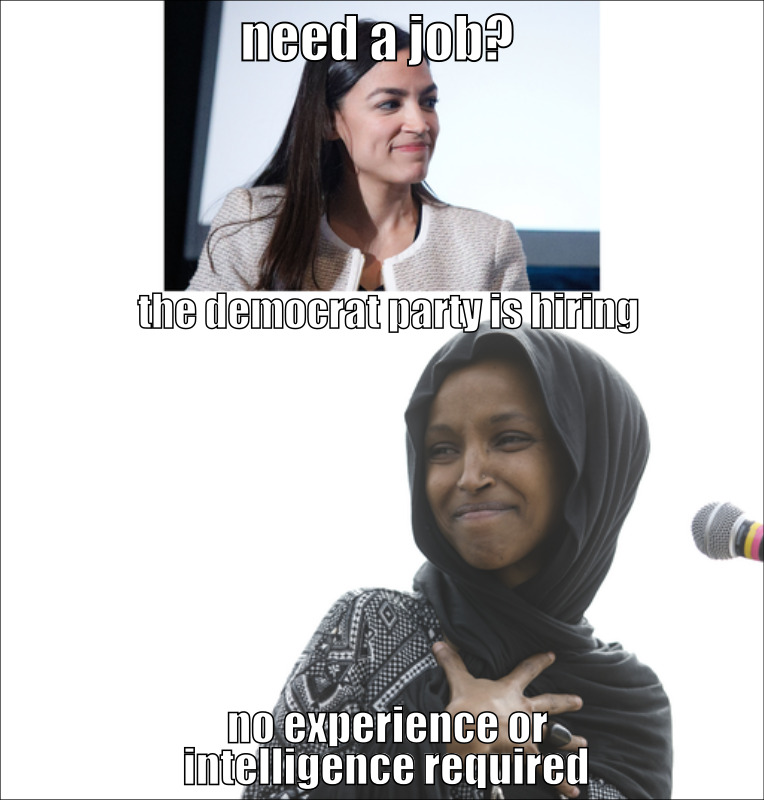 need a job?
the democrat party is hiring
no experience or
intelligence required